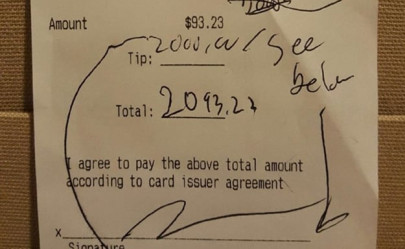 Amount $93.23
Tip: 2000.00 / See below
Total: 2093.23
I agree to pay the above total amount
according to card issuer agreement
x
Signature